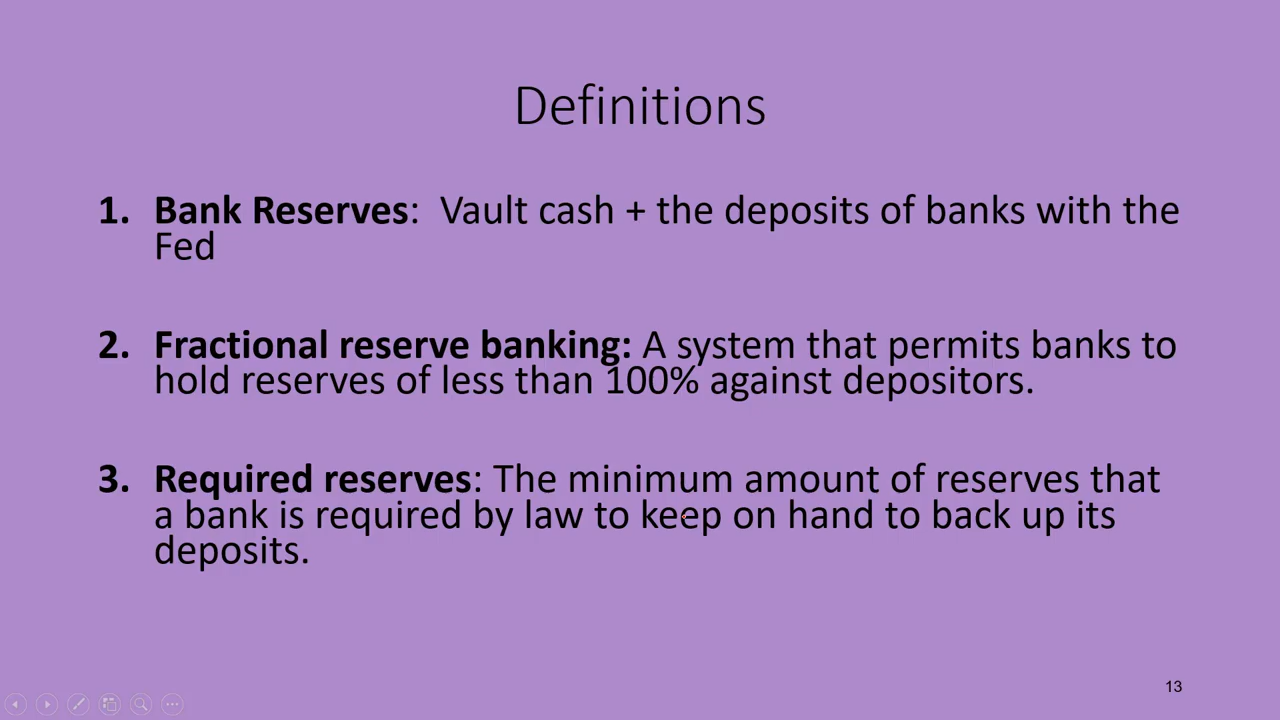 Definitions
1. Bank Reserves:  Vault cash + the deposits of banks with the
Fed
2. Fractional reserve banking: A system that permits banks to
hold reserves of less than 100% against depositors.
3. Required reserves: The minimum amount of reserves that
a bank is required by law to keep on hand to back up its
deposits.
13